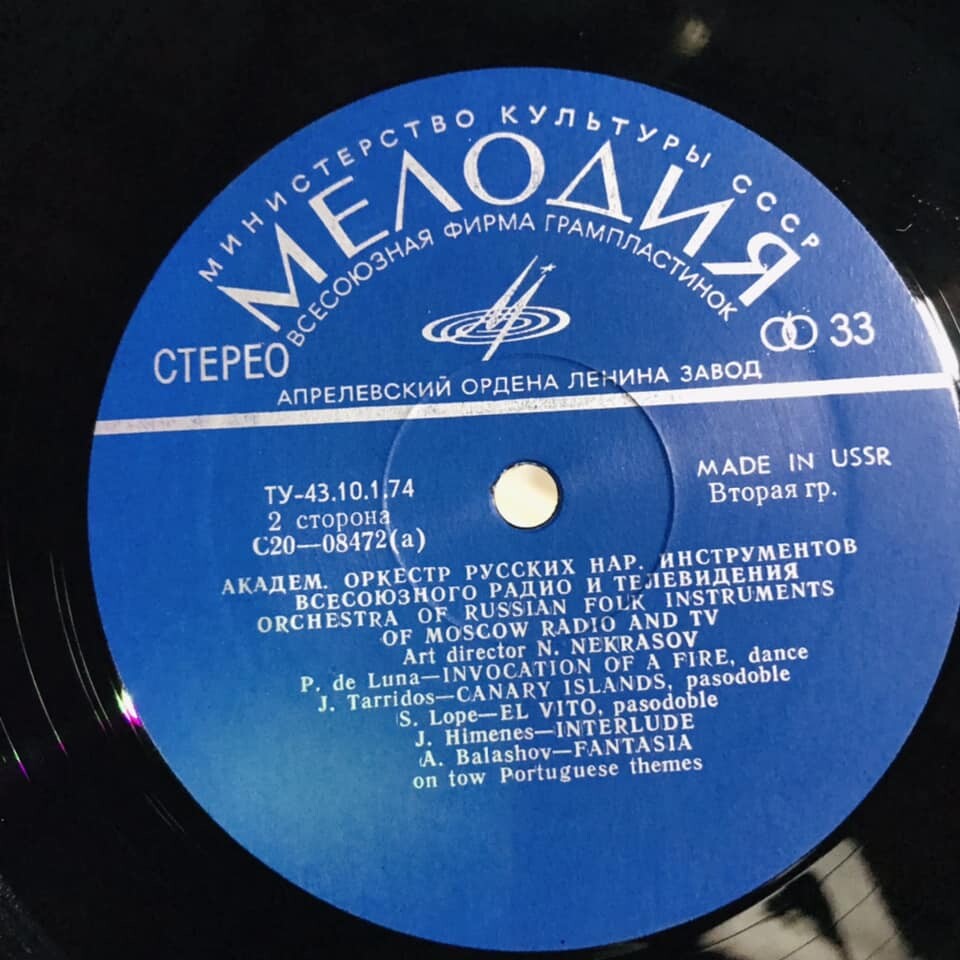 МИНИСТЕРСТВО КУЛЬТУРЫ СССР
МЕЛОДИЯ
ВСЕСОЮЗНАЯ ФИРМА ГРАМПЛАСТИНОК
СТЕРЕО
33
АПРЕЛЕВСКИЙ ОРДЕНА ЛЕНИНА ЗАВОД
MADE IN USSR
Вторая гр.
ТУ-43.10.1.74
2 сторона
С20—08472(а)
АКАДЕМ. ОРКЕСТР РУССКИХ НАР. ИНСТРУМЕНТОВ
ВСЕСОЮЗНОГО РАДИО И ТЕЛЕВИДЕНИЯ
ORCHESTRA OF RUSSIAN FOLK INSTRUMENTS
OF MOSCOW RADIO AND TV
Art director N. NEKRASOV
P. de Luna—INVOCATION OF A FIRE, dance
J. Tarridos—CANARY ISLANDS, pasodoble
S. Lope—EL VITO, pasodoble
J. Himenes—INTERLUDE
A. Balashov—FANTASIA
on tow Portuguese themes